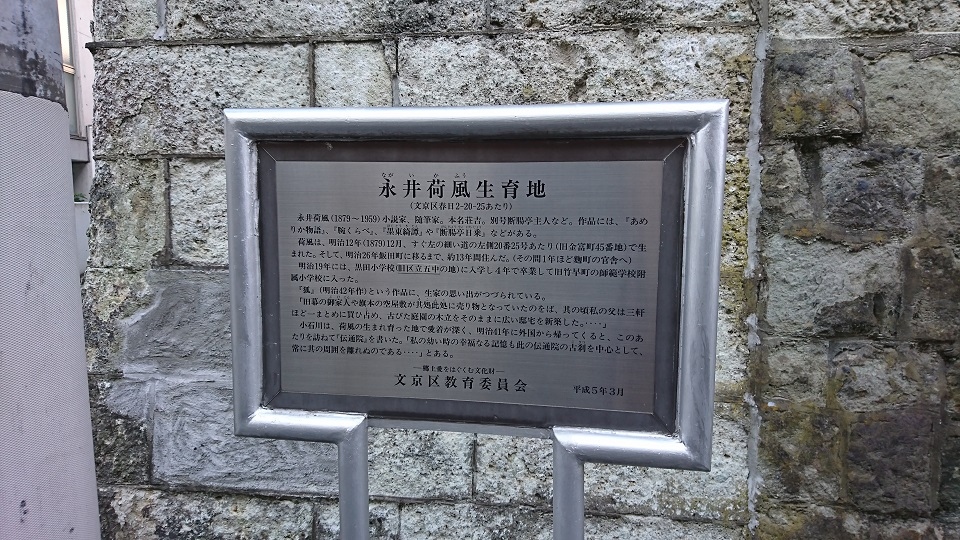 ながいかふう
永井荷風生育地
(文京区春日2-20-25あたり)
永井荷風(1879～1959)小説家、随筆家。本名荘吉。別号断腸亭主人など。作品には、『あめ
りか物語』、『腕くらべ』、『墨東綺譚』や『断腸亭日乗』などがある。
荷風は、明治12年(1879)12月、すぐ左の細い道の左側20番25号あたり(旧金富町45番地)で生
まれた。そして、明治26年飯田町に移るまで、約13年間住んだ。(その間1年ほど麹町の官舎へ)
明治19年には、黒田小学校(旧区立五中の地)に入学し4年で卒業して旧竹早町の師範学校附
属小学校に入った。
『狐』(明治42年作)という作品に、生家の思い出がつづられている。
「旧幕の御家人や旗本の空屋敷が其処此処に売り物となっていたのをば、其の頃私の父は三軒
ほど一まとめに買ひ占め、古びた庭園の木立をそのままに広い邸宅を新築した。・・・・」
小石川は、荷風の生まれ育った地で愛着が深く、明治41年に外国から帰ってくると、このあ
たりを訪ねて『伝通院』を書いた。「私の幼い時の幸福なる記憶も此の伝通院の古刹を中心として、
常に其の周囲を離れぬのである・・・・」とある。
―郷土愛をはぐくむ文化財―
文京区教育委員会 平成5年3月